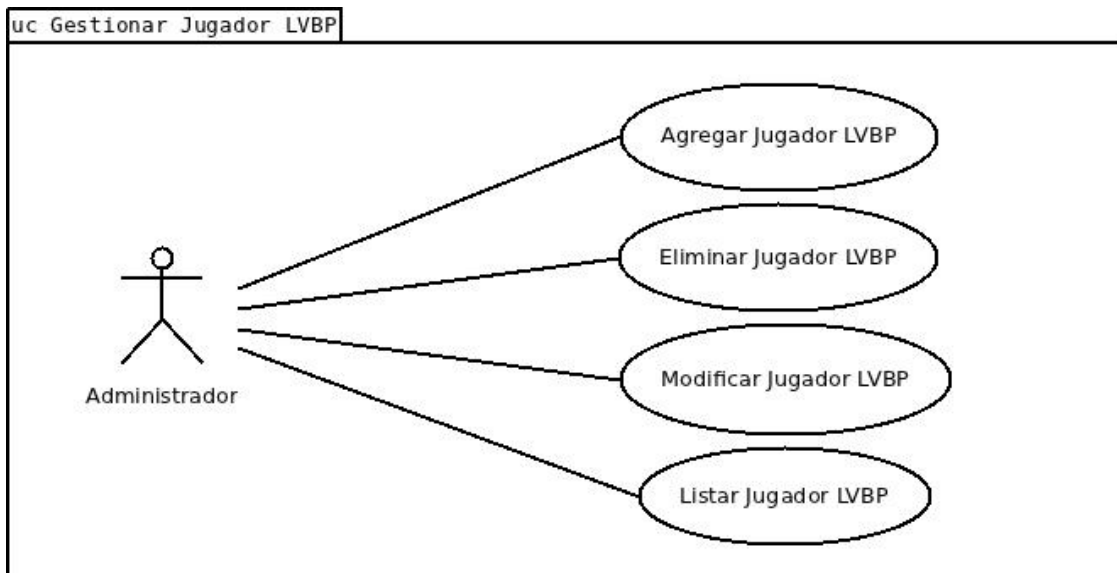 uc Gestionar Jugador LVBP
Agregar Jugador LVBP
Eliminar Jugador LVBP
Modificar Jugador LVBP
Administrador
Listar Jugador LVBP